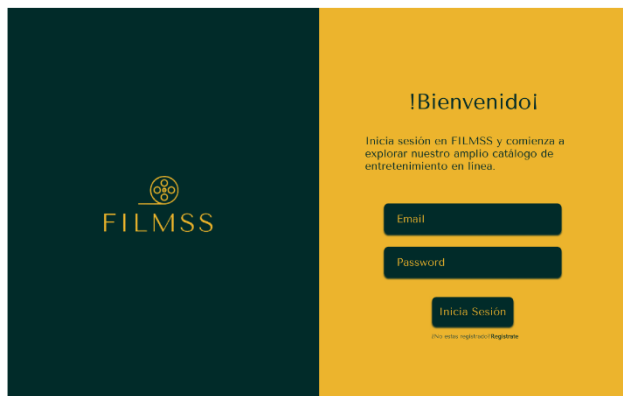 FILMSS
!Bienvenido¡
Inicia sesión en FILMSS y comienza a
explorar nuestro amplio catálogo de
entretenimiento en línea.
Email
Password
Inicia Sesión
estas registrado? Registrate